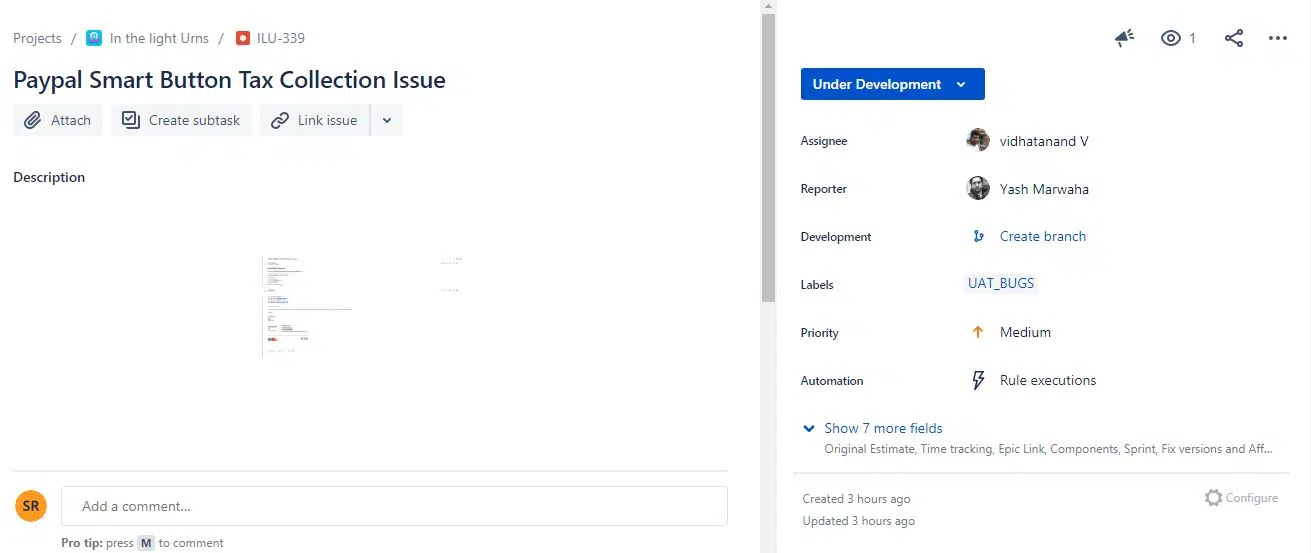 Projects / In the light Urns / ILU-339
1
Paypal Smart Button Tax Collection Issue
Attach
Create subtask
Link issue
Description
SR
Add a comment...
Pro tip: press M to comment
Under Development
Assignee
vidhatanand V
Reporter
Yash Marwaha
Development
Create branch
Labels
UAT_BUGS
Priority
Medium
Automation
Rule executions
Show 7 more fields
Original Estimate, Time tracking, Epic Link, Components, Sprint, Fix versions and Aff...
Created 3 hours ago
Configure
Updated 3 hours ago